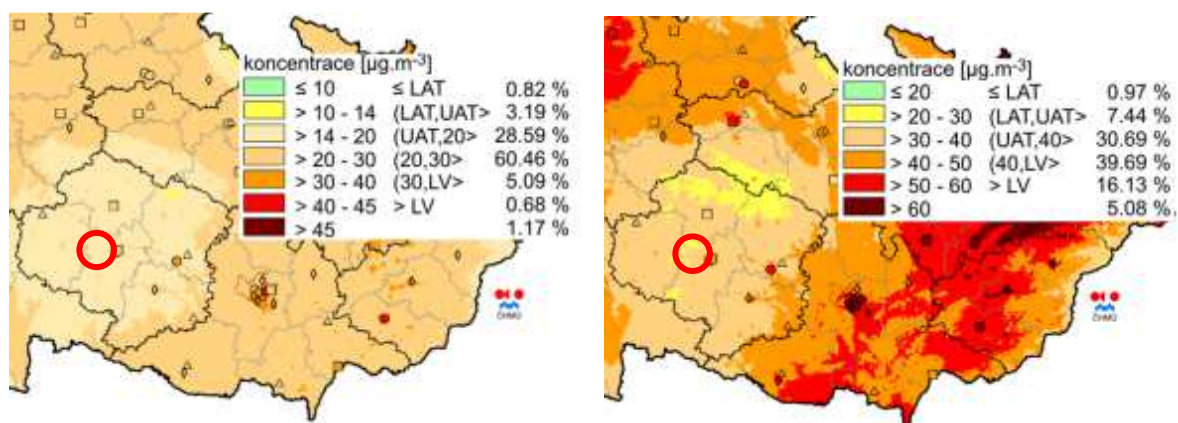 koncentrace [µg.m-3]
≤ 10 ≤ LAT 0.82 %
> 10 - 14 (LAT,UAT> 3.19 %
> 14 - 20 (UAT,20> 28.59 %
> 20 - 30 (20,30> 60.46 %
> 30 - 40 (30,LV> 5.09 %
> 40 - 45 > LV 0.68 %
> 45 1.17 %
ČHMÚ
koncentrace [µg.m-3]
≤ 20 ≤ LAT 0.97 %
> 20 - 30 (LAT,UAT> 7.44 %
> 30 - 40 (UAT,40> 30.69 %
> 40 - 50 (40,LV> 39.69 %
> 50 - 60 > LV 16.13 %
> 60 5.08 %
ČHMÚ